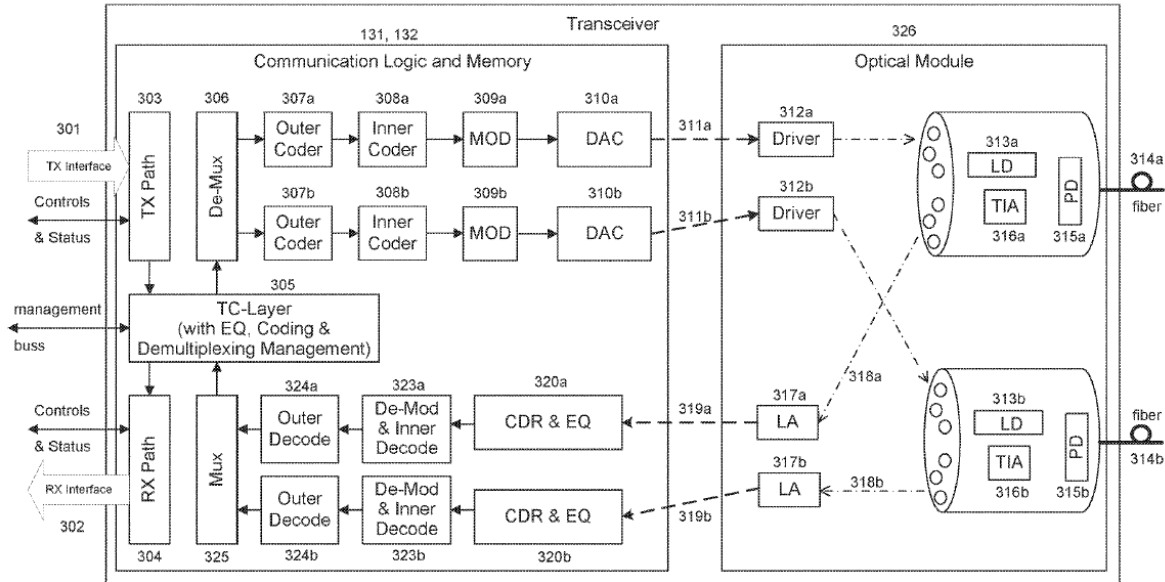 Transceiver
131, 132
326
Communication Logic and Memory
Optical Module
303
306
307a
308a
309a
310a
301
TX Interface
TX Path
De-Mux
Outer
Coder
Inner
Coder
MOD
DAC
311a
312a
Driver
313a
LD
TIA
316a
PD
315a
314a
fiber
Controls
& Status
307b
308b
309b
310b
Outer
Coder
Inner
Coder
MOD
DAC
311b
312b
Driver
305
management
buss
TC-Layer
(with EQ, Coding &
Demultiplexing Management)
324a
323a
320a
Controls
& Status
RX Path
Mux
Outer
Decode
De-Mod
& Inner
Decode
CDR & EQ
319a
317a
LA
318a
313b
LD
TIA
316b
PD
315b
fiber
314b
RX Interface
302
Outer
Decode
De-Mod
& Inner
Decode
CDR & EQ
319b
317b
LA
318b
304
325
324b
323b
320b